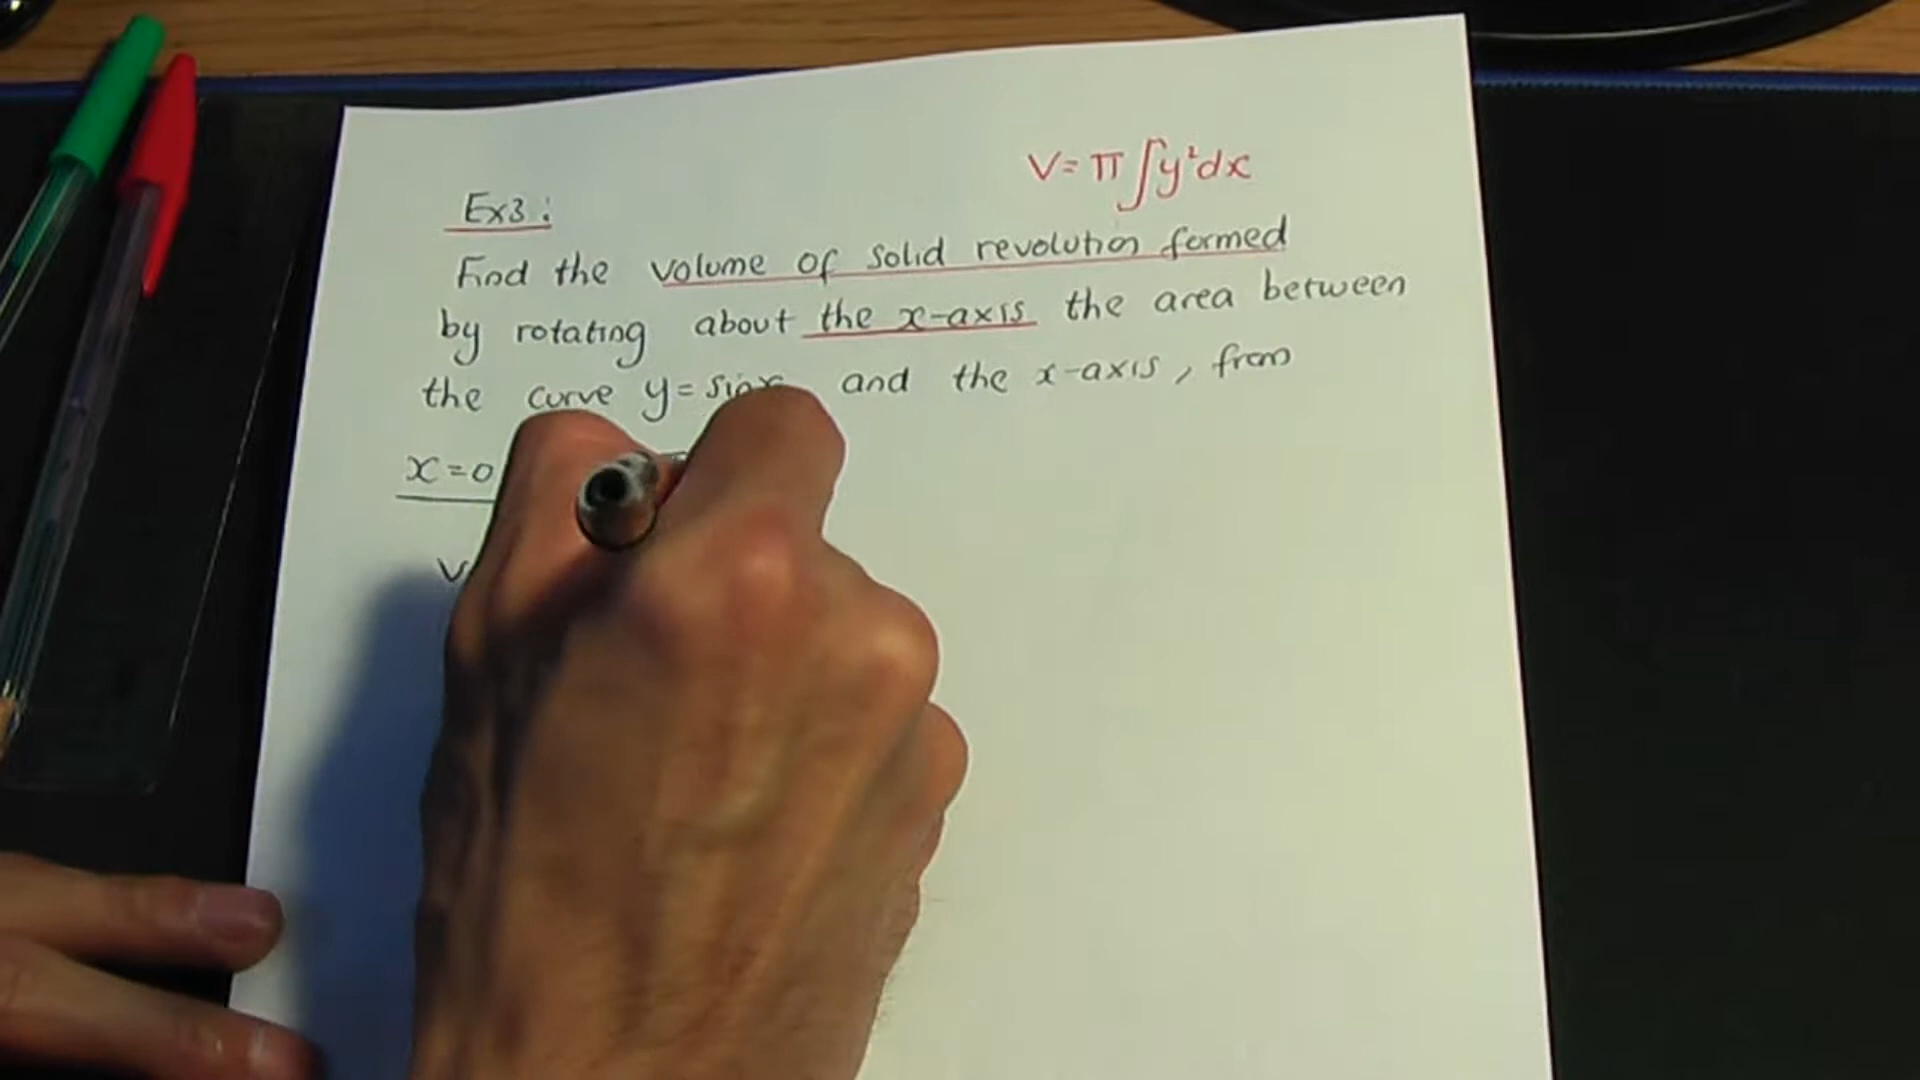 V = π∫y²dx
Ex3 :
Find the volume of solid revolution formed
by rotating about the x-axis the area between
the curve y = sinx and the x-axis, from
x = 0
V